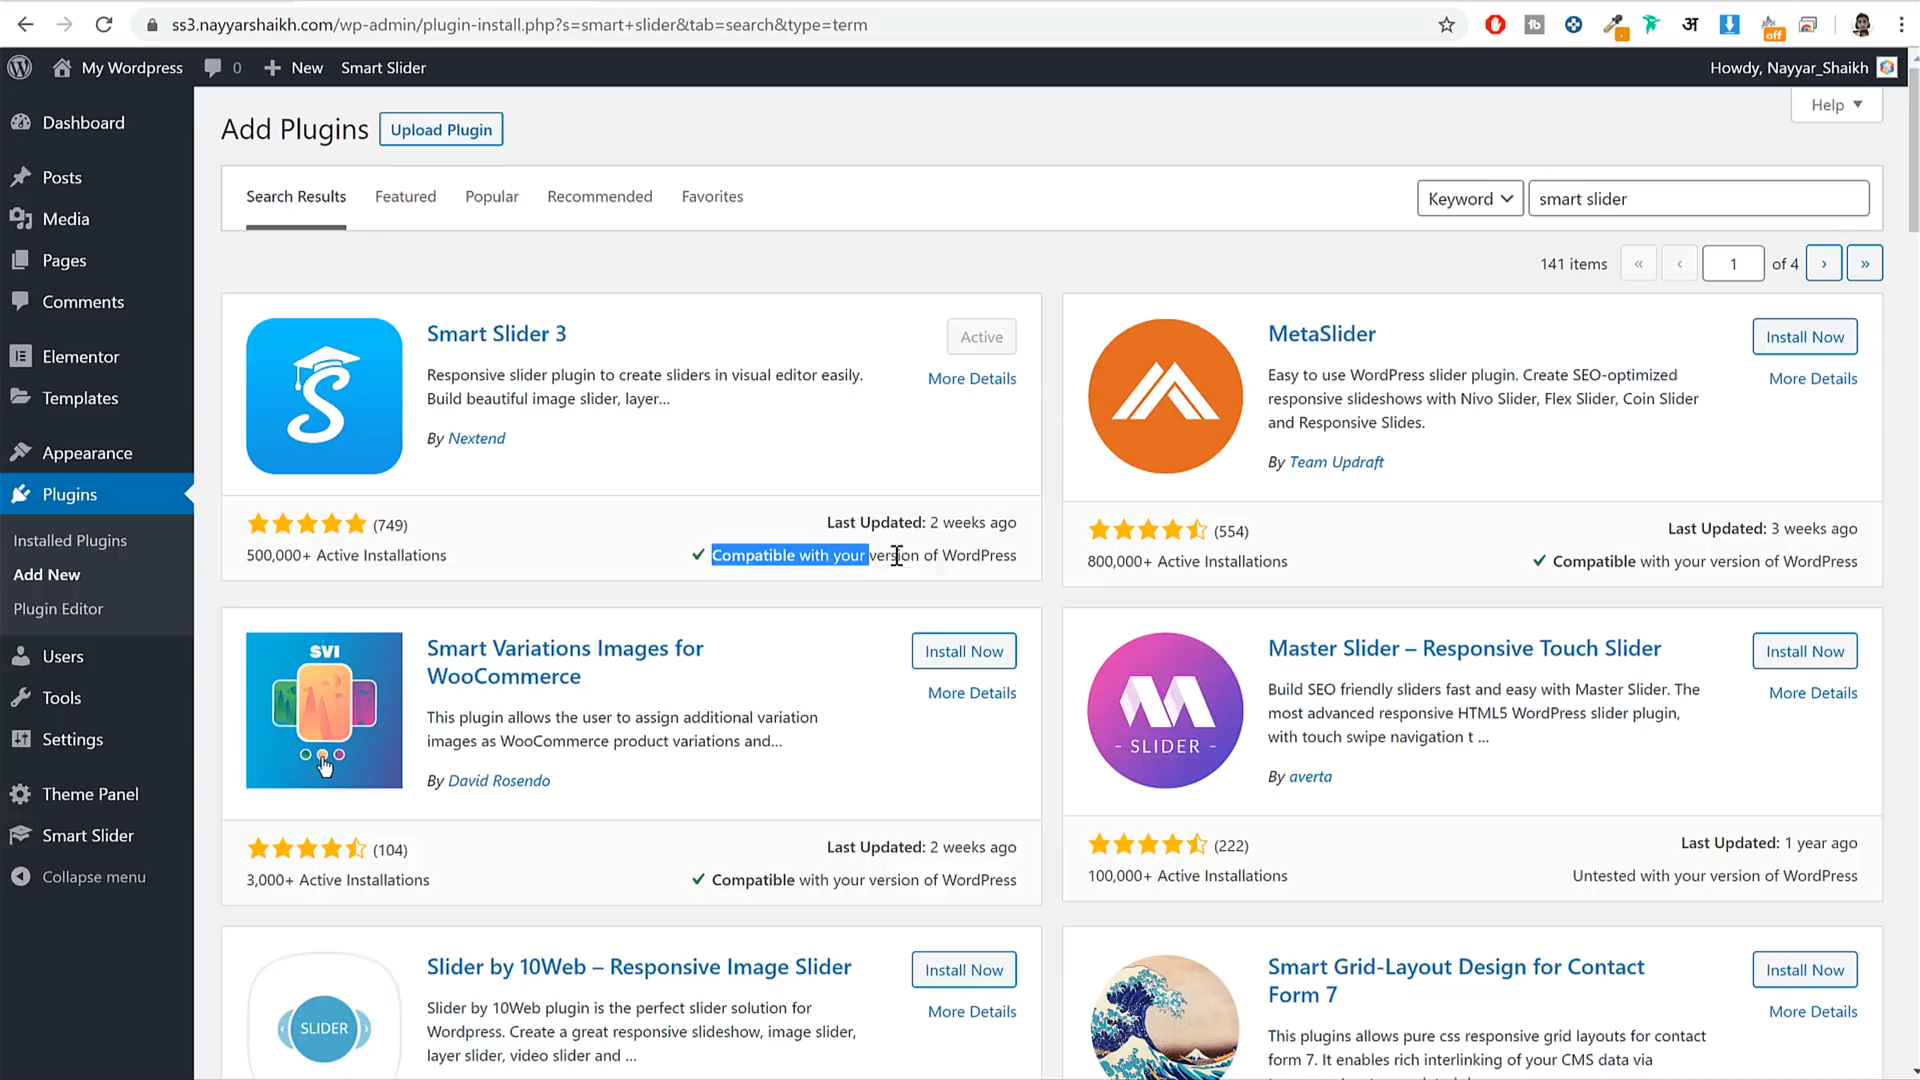 ss3.nayyarshaikh.com/wp-admin/plugin-install.php?s=smart+slider&tab=search&type=term
off
My Wordpress
0
New
Smart Slider
Howdy, Nayyar_Shaikh
Help
Dashboard
Posts
Media
Pages
Comments
Elementor
Templates
Appearance
Plugins
Installed Plugins
Add New
Plugin Editor
Users
Tools
Settings
Theme Panel
Smart Slider
Collapse menu
Add Plugins
Upload Plugin
Search Results
Featured
Popular
Recommended
Favorites
Keyword
smart slider
141 items « ‹ 1 of 4 › »
Smart Slider 3
Active
More Details
Responsive slider plugin to create sliders in visual editor easily.
Build beautiful image slider, layer...
By Nextend
(749)
Last Updated: 2 weeks ago
500,000+ Active Installations
Compatible with your version of WordPress
MetaSlider
Install Now
More Details
Easy to use WordPress slider plugin. Create SEO-optimized
responsive slideshows with Nivo Slider, Flex Slider, Coin Slider
and Responsive Slides.
By Team Updraft
(554)
Last Updated: 3 weeks ago
800,000+ Active Installations
Compatible with your version of WordPress
SVI
Smart Variations Images for
WooCommerce
Install Now
More Details
This plugin allows the user to assign additional variation
images as WooCommerce product variations and...
By David Rosendo
(104)
Last Updated: 2 weeks ago
3,000+ Active Installations
Compatible with your version of WordPress
- SLIDER -
Master Slider – Responsive Touch Slider
Install Now
More Details
Build SEO friendly sliders fast and easy with Master Slider. The
most advanced responsive HTML5 WordPress slider plugin,
with touch swipe navigation t ...
By averta
(222)
Last Updated: 1 year ago
100,000+ Active Installations
Untested with your version of WordPress
SLIDER
Slider by 10Web – Responsive Image Slider
Install Now
More Details
Slider by 10Web plugin is the perfect slider solution for
Wordpress. Create a great responsive slideshow, image slider,
layer slider, video slider and ...
Smart Grid-Layout Design for Contact
Form 7
Install Now
More Details
This plugins allows pure css responsive grid layouts for contact
form 7. It enables rich interlinking of your CMS data via